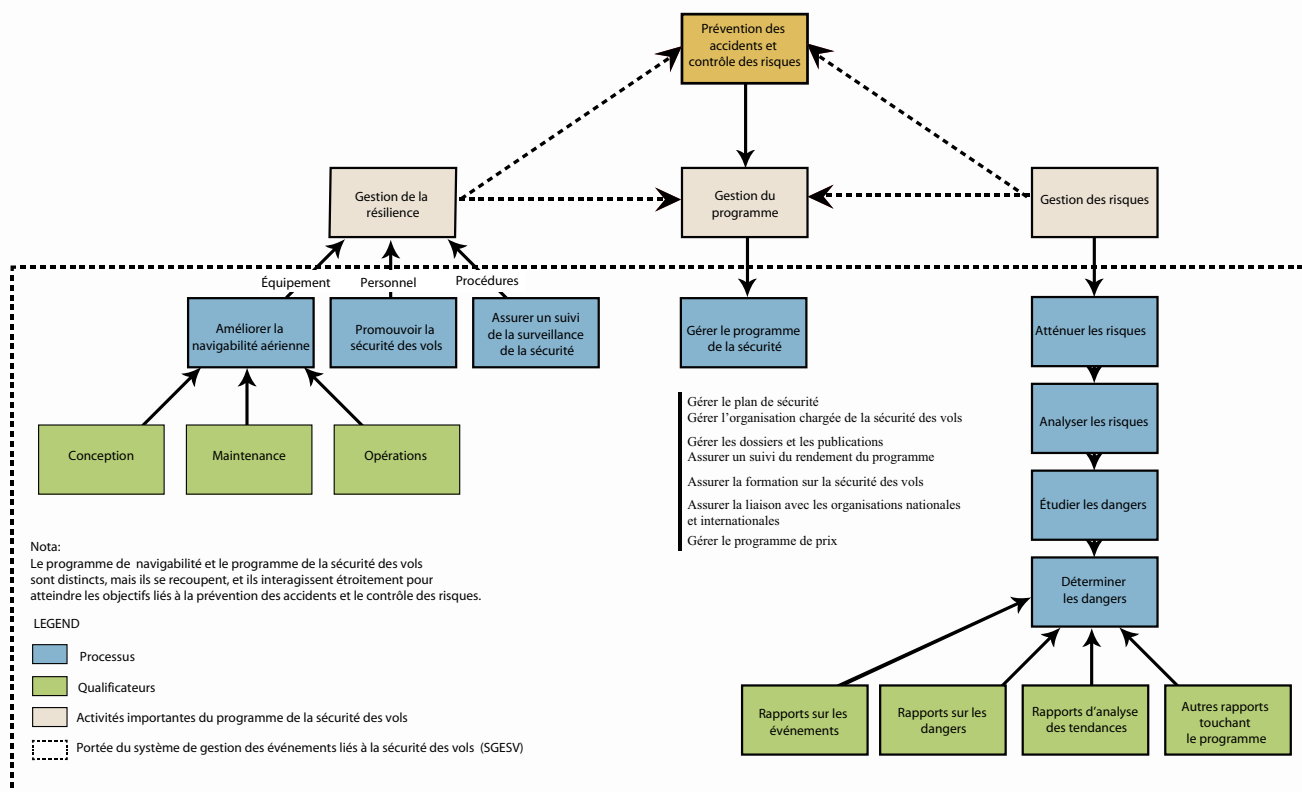 Prévention des
accidents et
contrôle des risques
Gestion de la
résilience
Gestion du
programme
Gestion des risques
Équipement
Personnel
Procédures
Améliorer la
navigabilité aérienne
Promouvoir la
sécurité des vols
Assurer un suivi
de la surveillance
de la sécurité
Gérer le programme
de la sécurité
Atténuer les risques
Conception
Maintenance
Opérations
Gérer le plan de sécurité
Gérer l'organisation chargée de la sécurité des vols
Gérer les dossiers et les publications
Assurer un suivi du rendement du programme
Assurer la formation sur la sécurité des vols
Assurer la liaison avec les organisations nationales
et internationales
Gérer le programme de prix
Analyser les risques
Étudier les dangers
Déterminer
les dangers
Rapports sur les
événements
Rapports sur les
dangers
Rapports d'analyse
des tendances
Autres rapports
touchant
le programme
Nota:
Le programme de navigabilité et le programme de la sécurité des vols
sont distincts, mais ils se recoupent, et ils interagissent étroitement pour
atteindre les objectifs liés à la prévention des accidents et le contrôle des risques.
LEGEND
Processus
Qualificateurs
Activités importantes du programme de la sécurité des vols
Portée du système de gestion des événements liés à la sécurité des vols (SGESV)